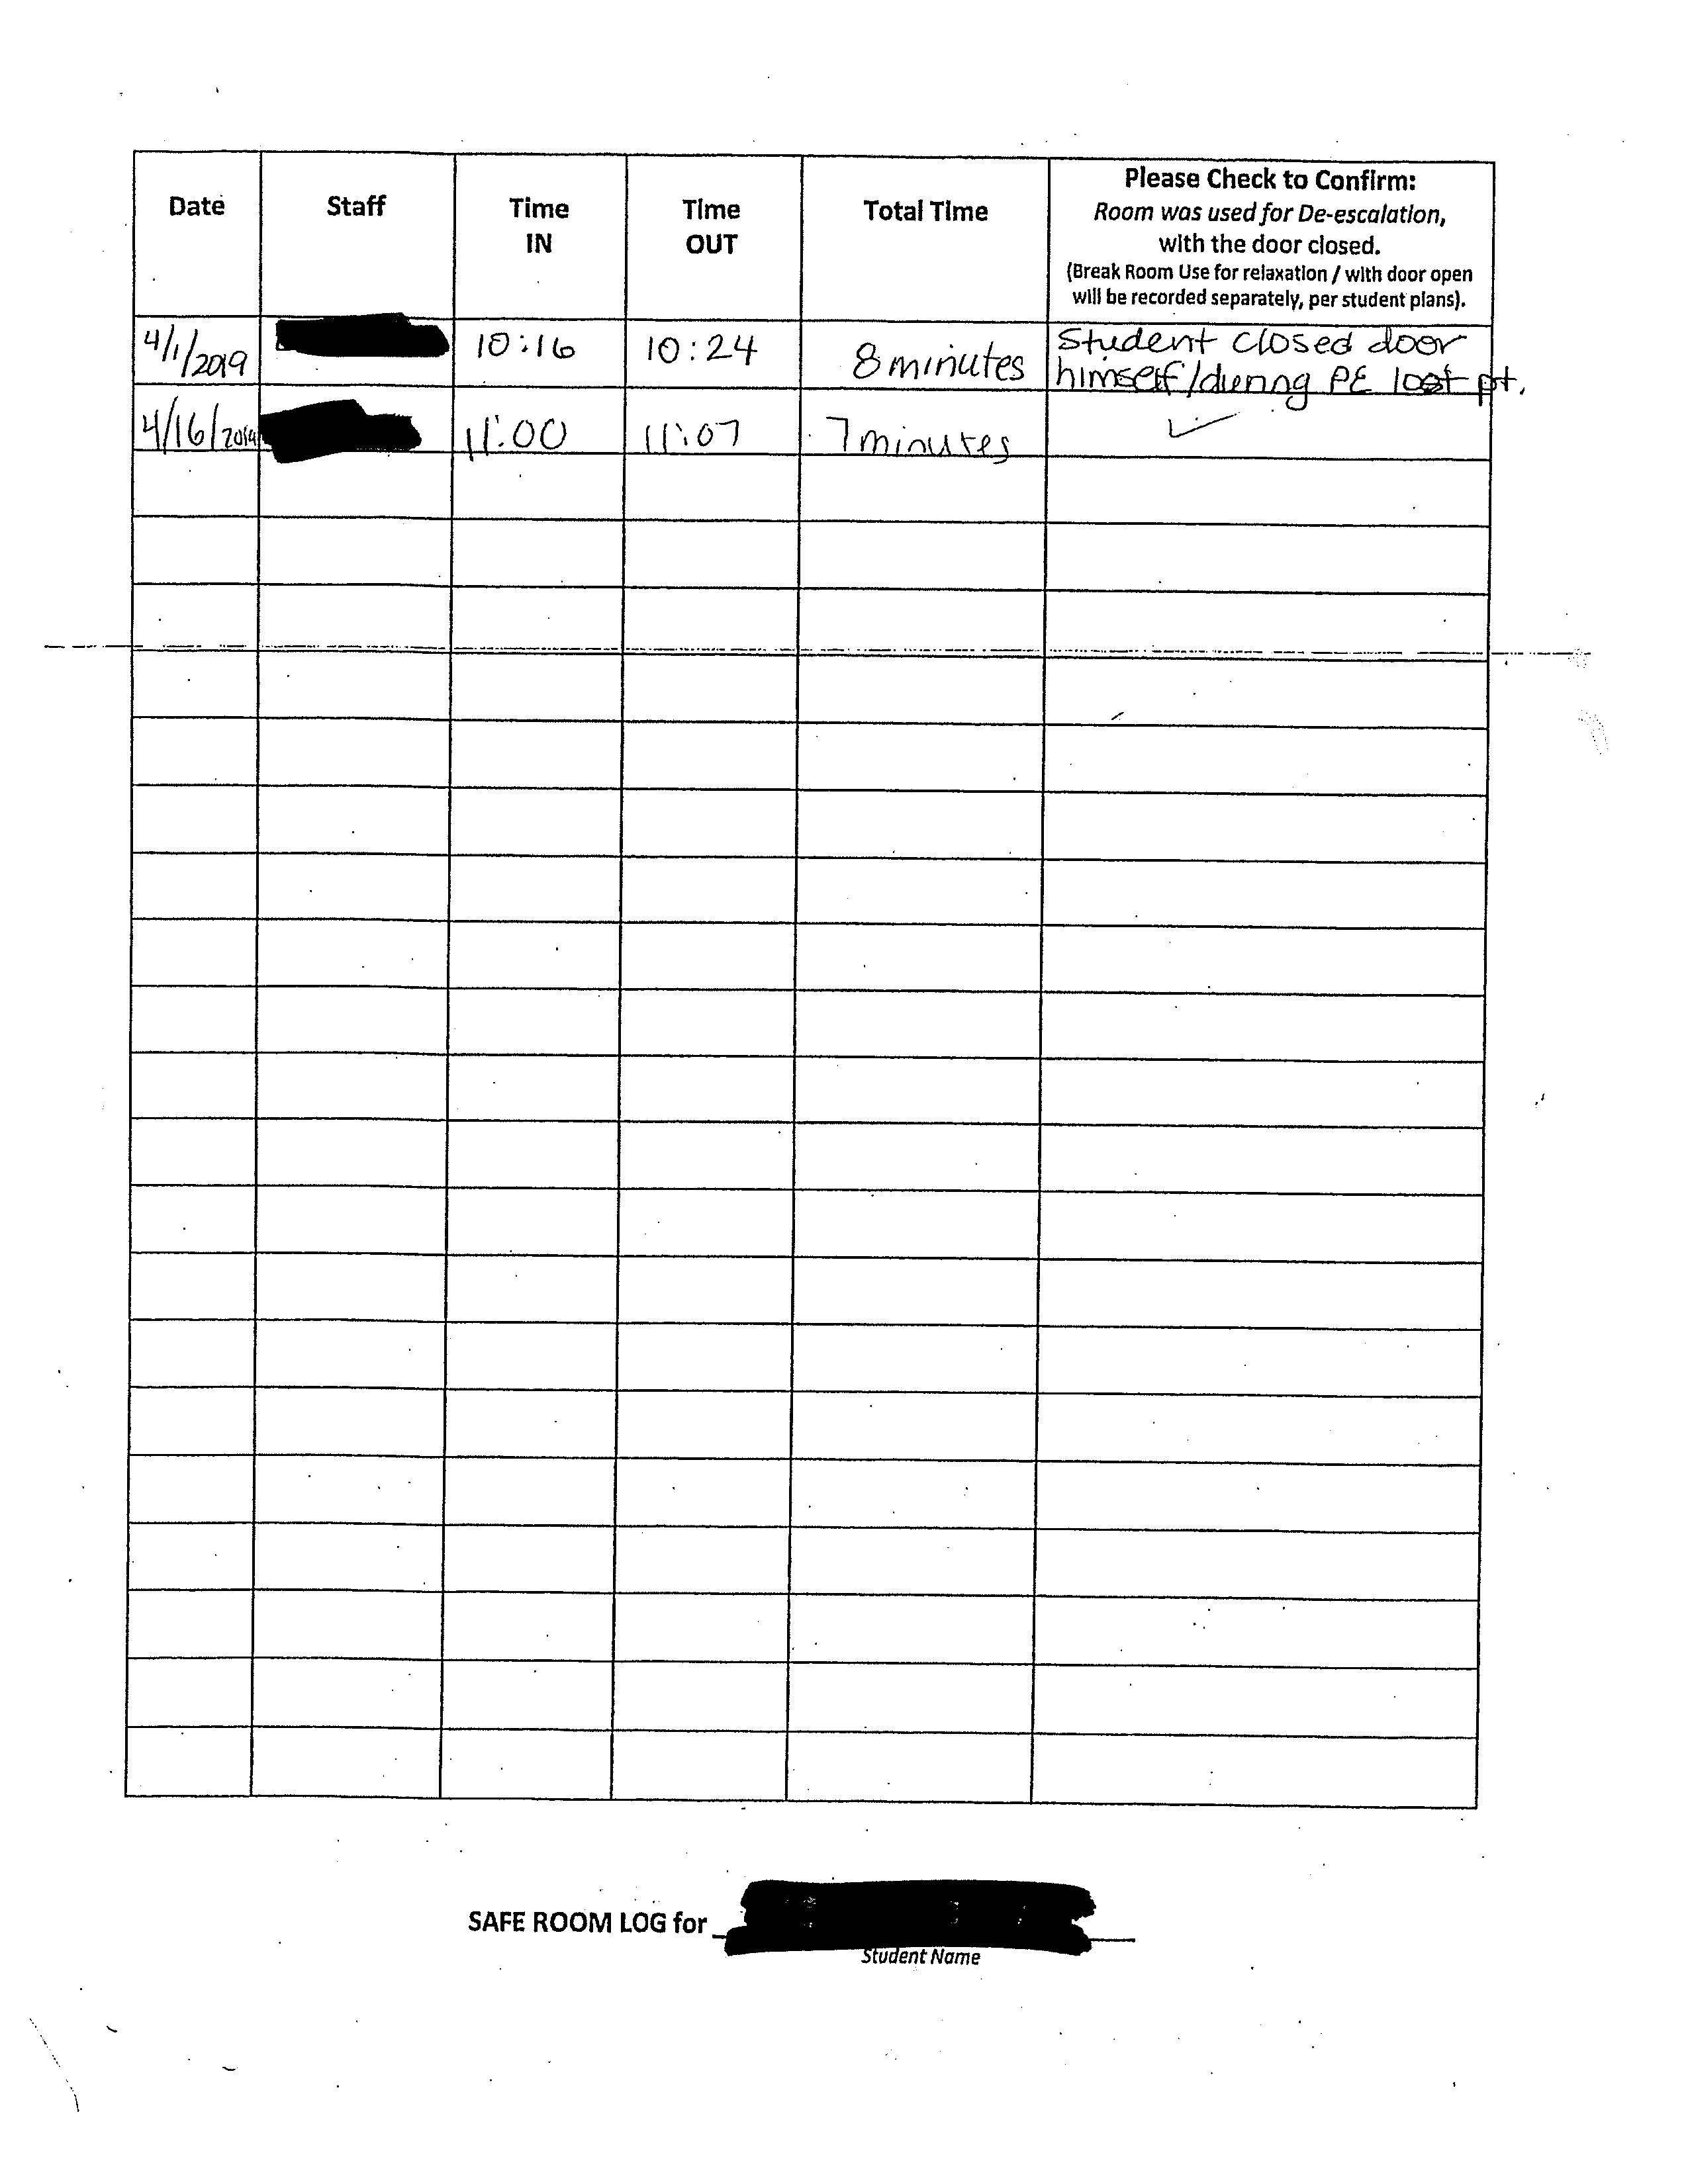 Date Staff Time IN Time OUT Total Time Please Check to Confirm:
Room was used for De-escalation,
with the door closed.
(Break Room Use for relaxation / with door open
will be recorded separately, per student plans).
4/1/2019 10:16 10:24 8 minutes Student closed door
himself/during PE lost pt.
4/16/2019 11:00 11:07 7 minutes ✓
SAFE ROOM LOG for
Student Name